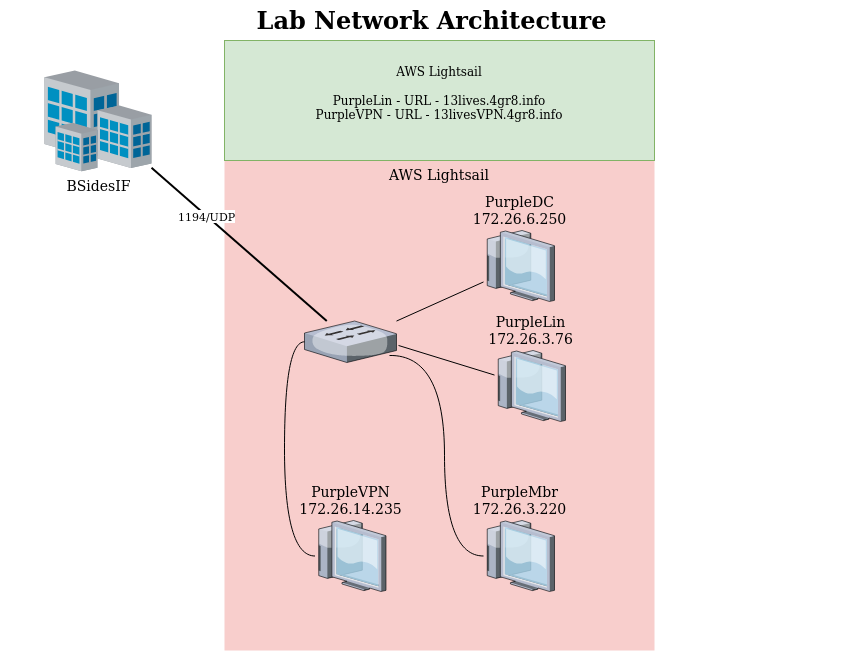 Lab Network Architecture
AWS Lightsail
PurpleLin - URL - 13lives.4gr8.info
PurpleVPN - URL - 13livesVPN.4gr8.info
AWS Lightsail
BSidesIF
1194/UDP
PurpleDC
172.26.6.250
PurpleLin
172.26.3.76
PurpleVPN
172.26.14.235
PurpleMbr
172.26.3.220